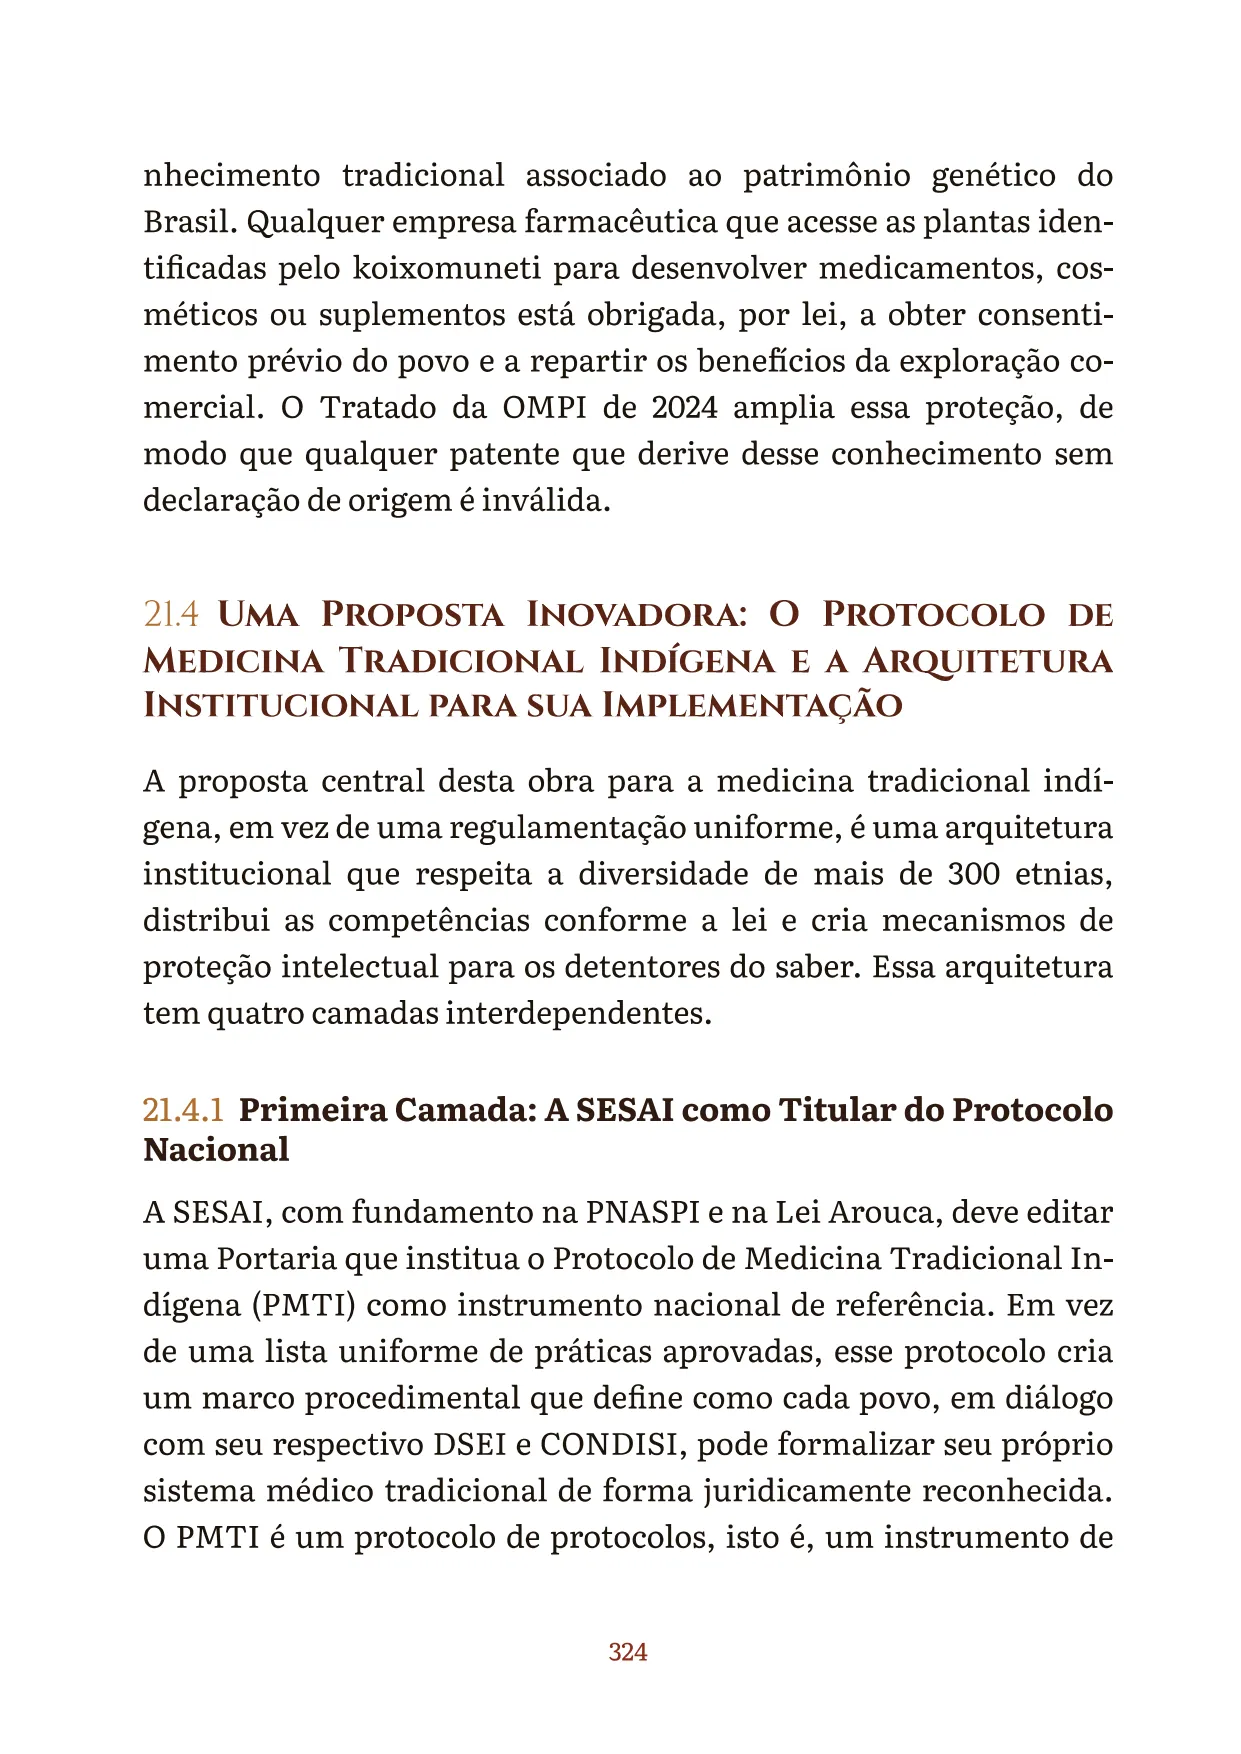 nhecimento tradicional associado ao patrimônio genético do
Brasil. Qualquer empresa farmacêutica que acesse as plantas iden-
tificadas pelo koixomuneti para desenvolver medicamentos, cos-
méticos ou suplementos está obrigada, por lei, a obter consenti-
mento prévio do povo e a repartir os benefícios da exploração co-
mercial. O Tratado da OMPI de 2024 amplia essa proteção, de
modo que qualquer patente que derive desse conhecimento sem
declaração de origem é inválida.
21.4 Uma Proposta Inovadora: O Protocolo de
Medicina Tradicional Indígena e a Arquitetura
Institucional para sua Implementação
A proposta central desta obra para a medicina tradicional indí-
gena, em vez de uma regulamentação uniforme, é uma arquitetura
institucional que respeita a diversidade de mais de 300 etnias,
distribui as competências conforme a lei e cria mecanismos de
proteção intelectual para os detentores do saber. Essa arquitetura
tem quatro camadas interdependentes.
21.4.1 Primeira Camada: A SESAI como Titular do Protocolo
Nacional
A SESAI, com fundamento na PNASPI e na Lei Arouca, deve editar
uma Portaria que institua o Protocolo de Medicina Tradicional In-
dígena (PMTI) como instrumento nacional de referência. Em vez
de uma lista uniforme de práticas aprovadas, esse protocolo cria
um marco procedimental que define como cada povo, em diálogo
com seu respectivo DSEI e CONDISI, pode formalizar seu próprio
sistema médico tradicional de forma juridicamente reconhecida.
O PMTI é um protocolo de protocolos, isto é, um instrumento de
324